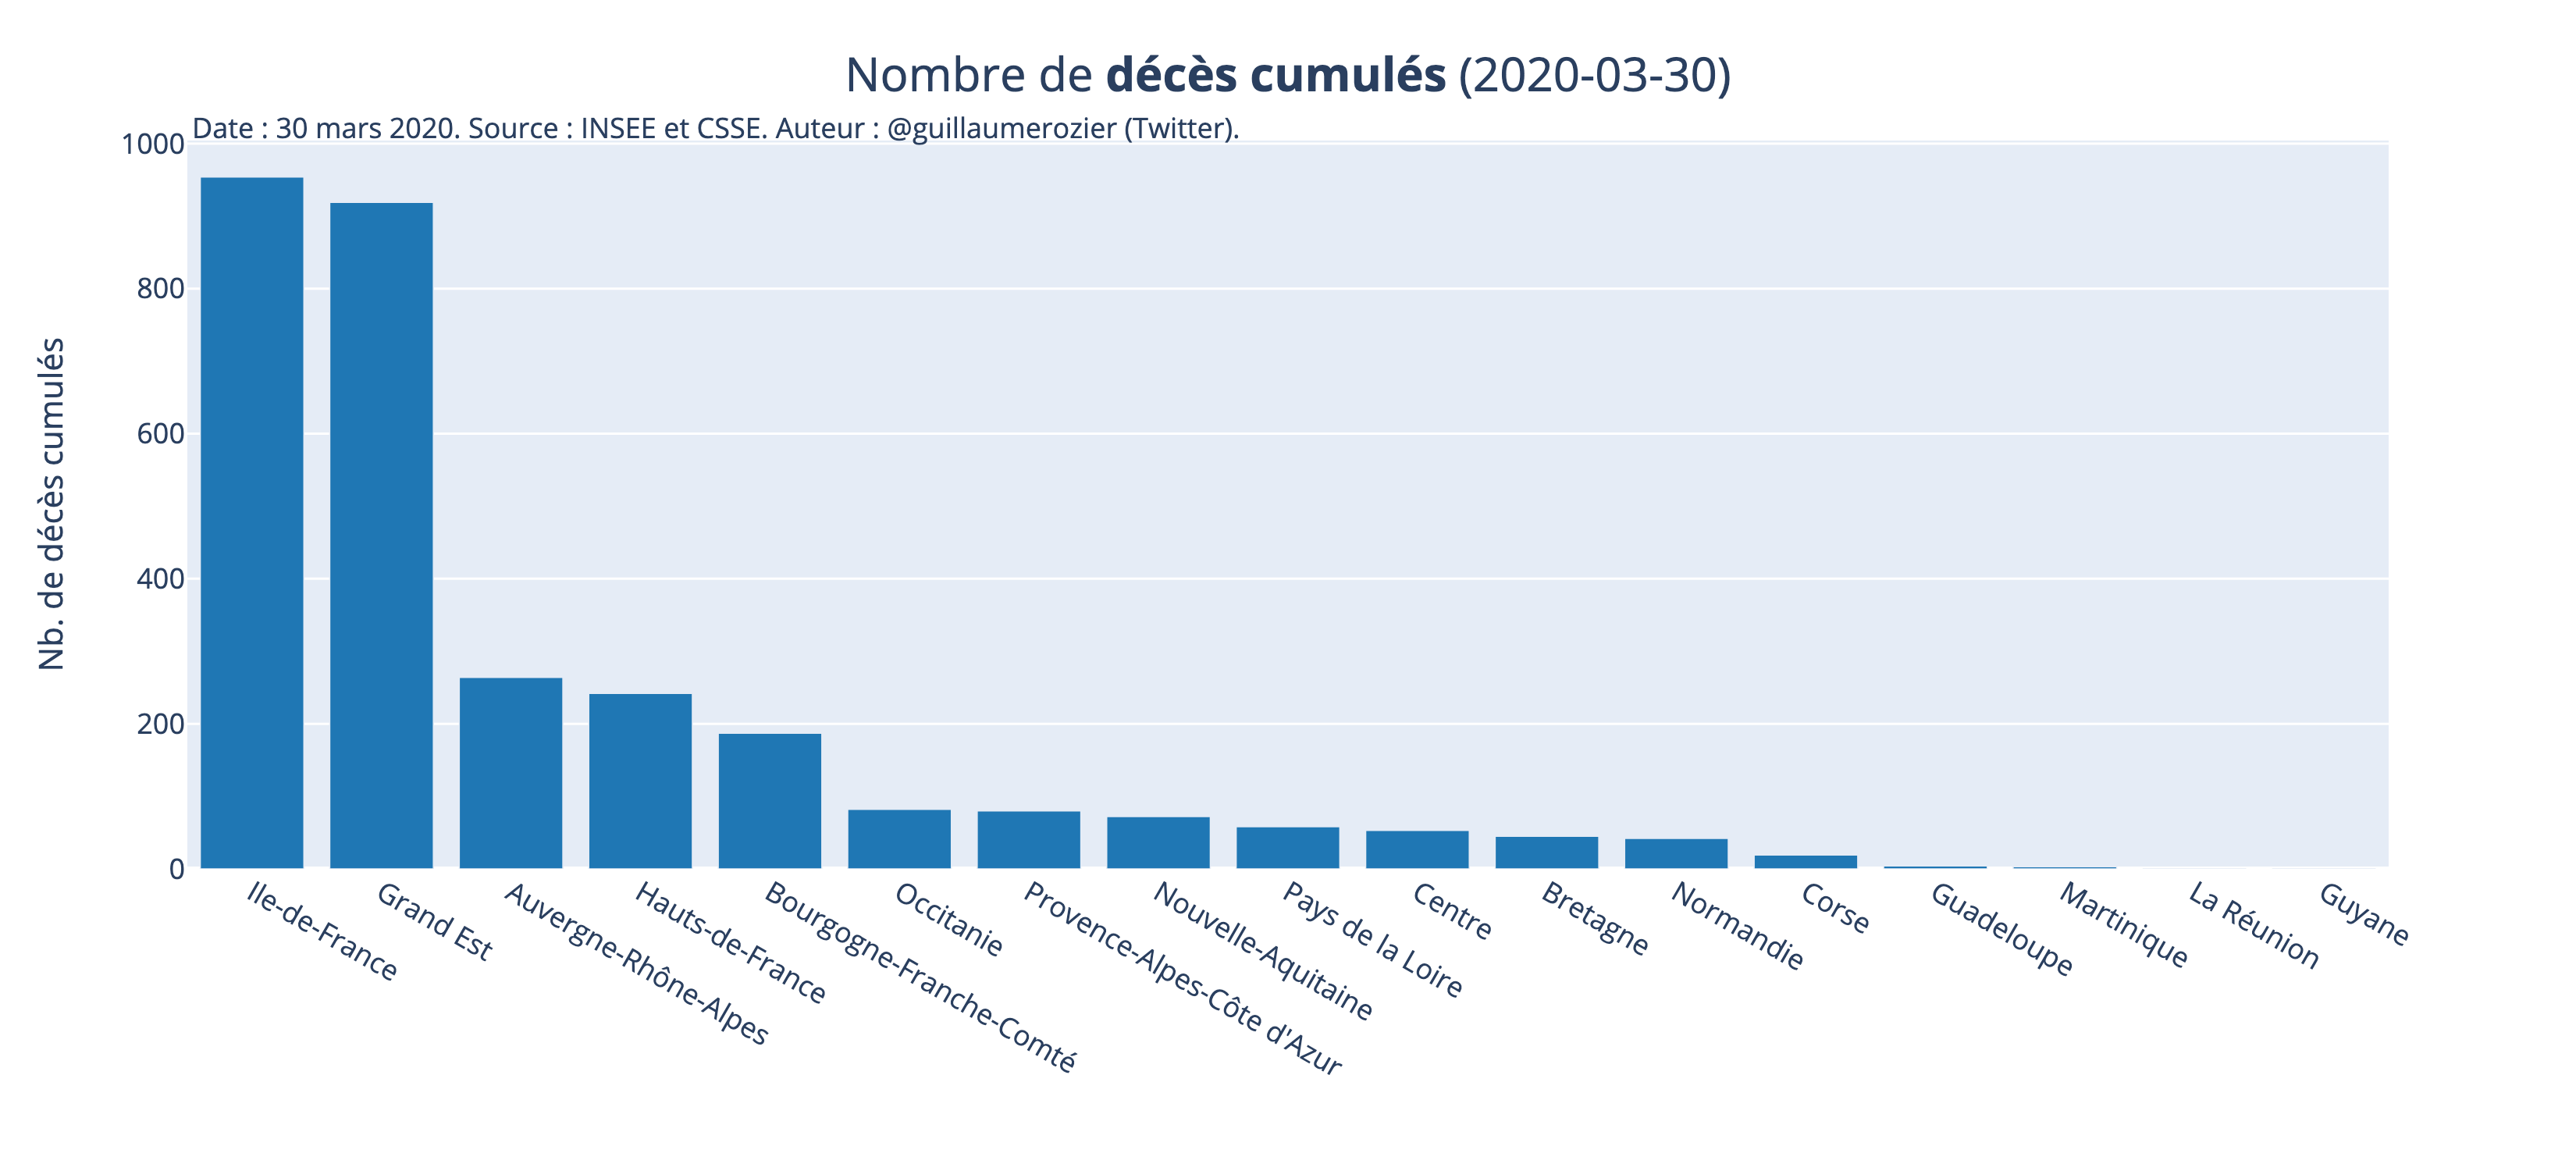 Nombre de décès cumulés (2020-03-30)
Date : 30 mars 2020. Source : INSEE et CSSE. Auteur : @guillaumerozier (Twitter).
Nb. de décès cumulés
1000
800
600
400
200
0
Ile-de-France
Grand Est
Auvergne-Rhône-Alpes
Hauts-de-France
Bourgogne-Franche-Comté
Occitanie
Provence-Alpes-Côte d'Azur
Nouvelle-Aquitaine
Pays de la Loire
Centre
Bretagne
Normandie
Corse
Guadeloupe
Martinique
La Réunion
Guyane